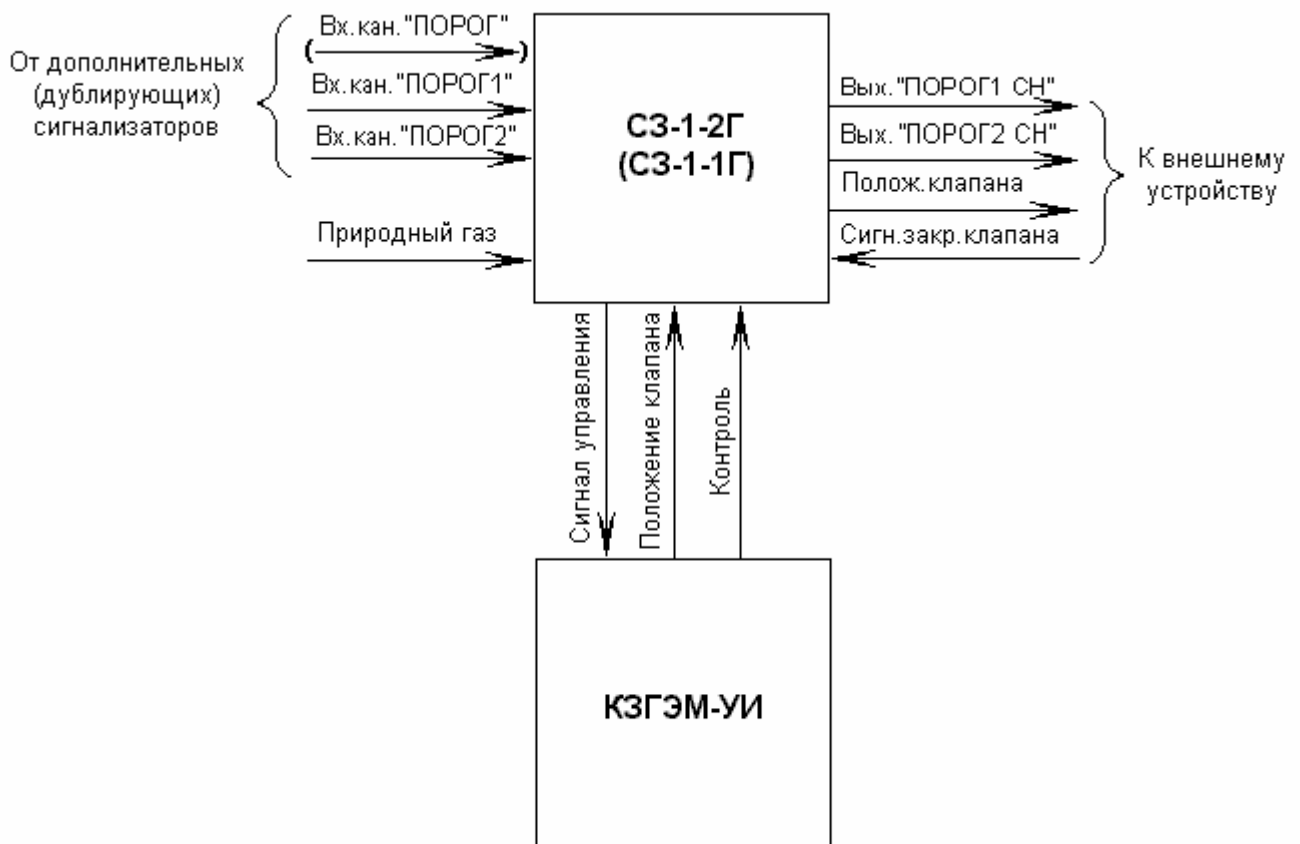 От дополнительных
(дублирующих)
сигнализаторов
Вх.кан."ПОРОГ"
( )
Вх.кан."ПОРОГ1"
Вх.кан."ПОРОГ2"
Природный газ
СЗ-1-2Г
(СЗ-1-1Г)
Вых."ПОРОГ1 СН"
Вых."ПОРОГ2 СН"
Полож.клапана
Сигн.закр.клапана
К внешнему
устройству
Сигнал управления
Положение клапана
Контроль
КЗГЭМ-УИ